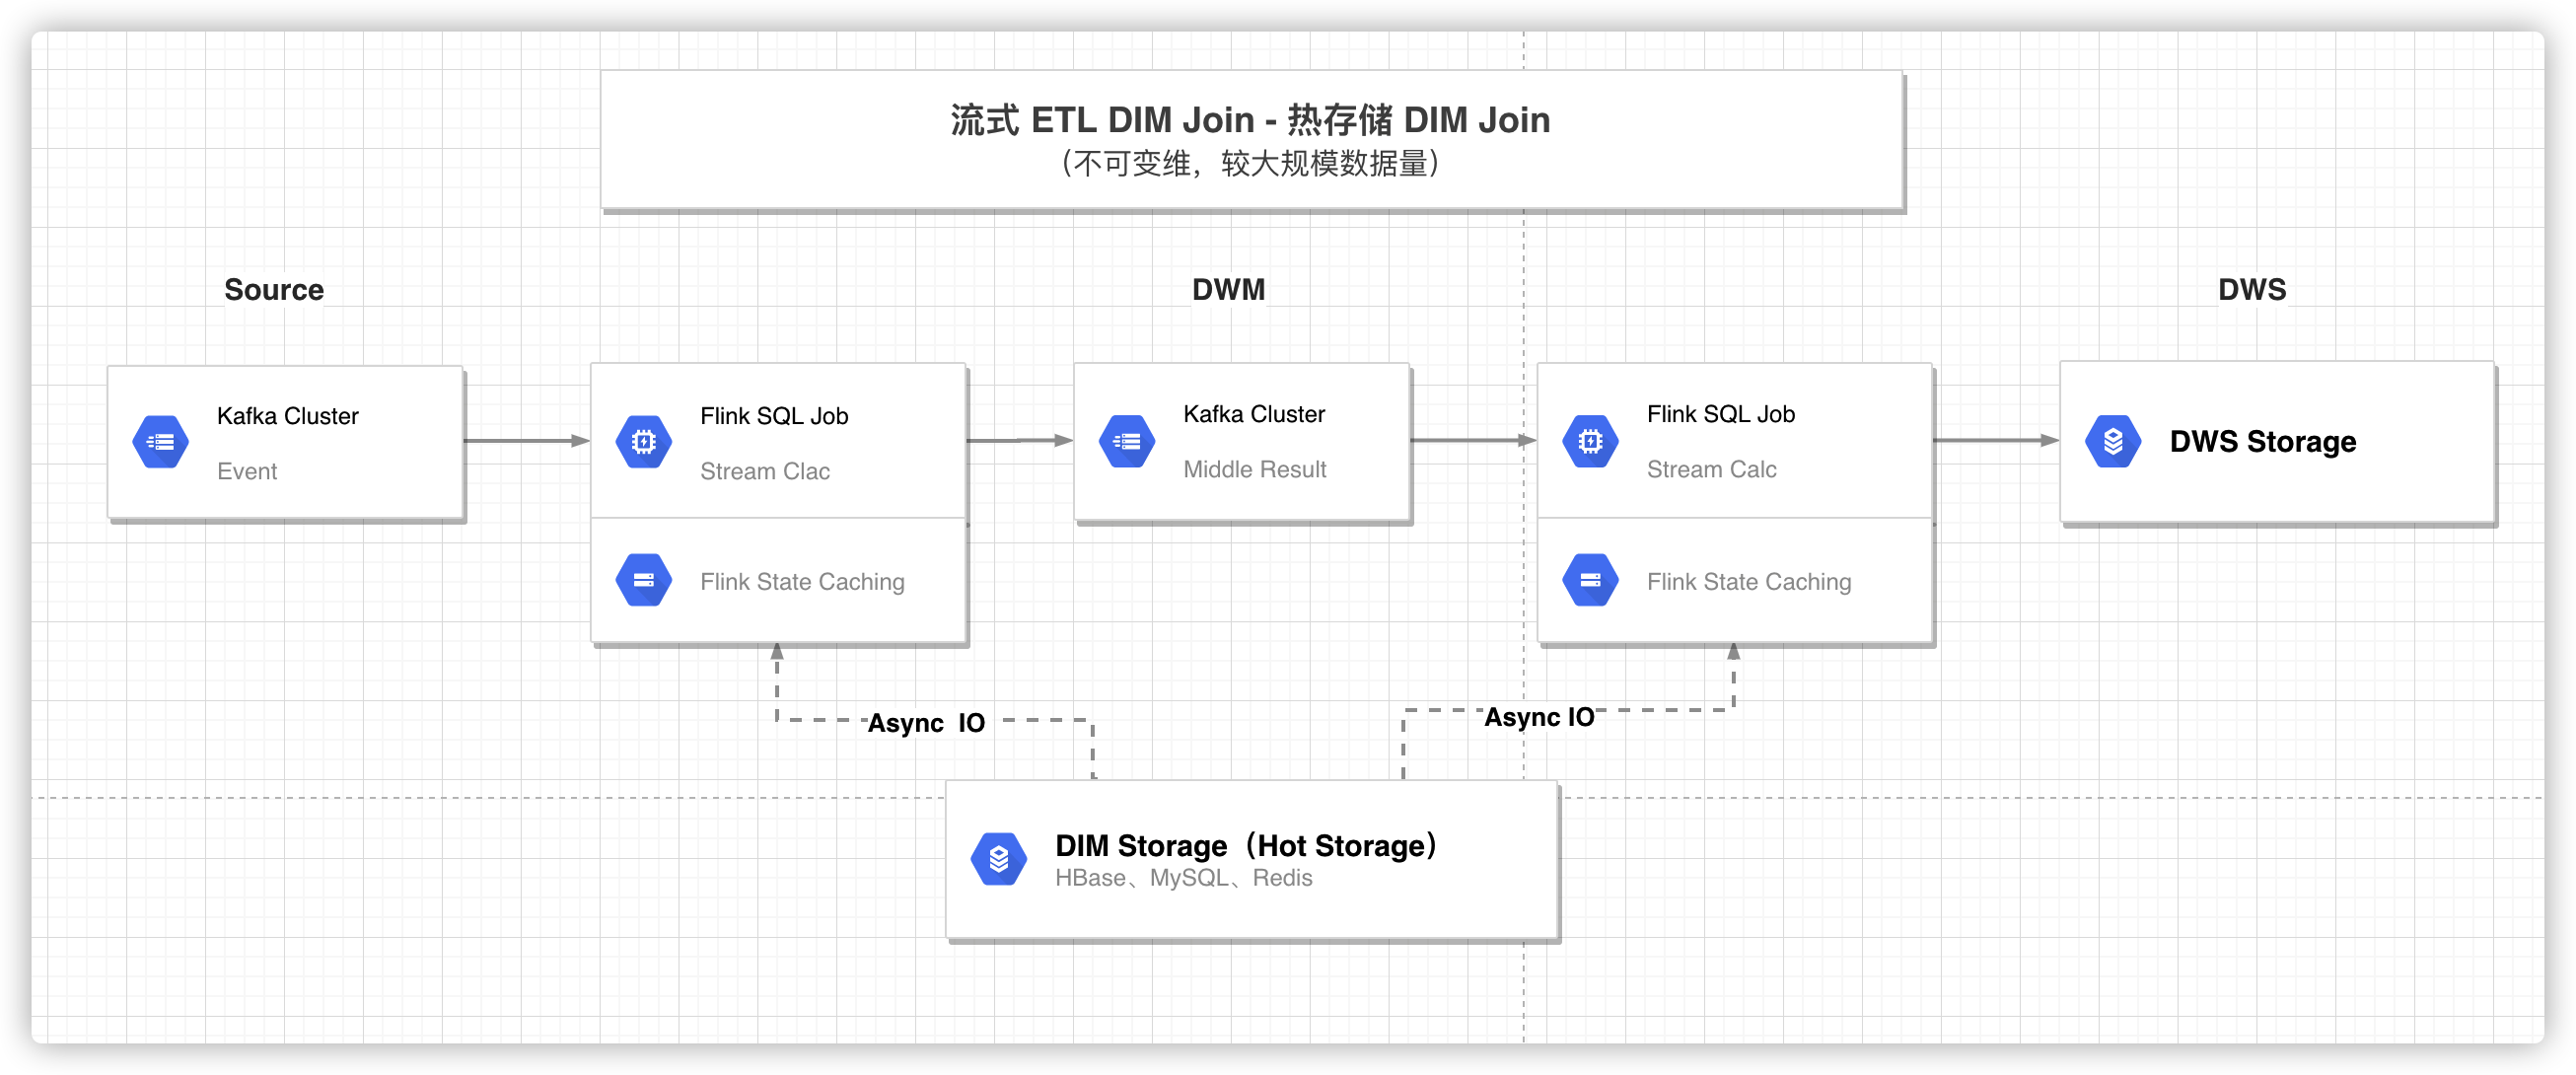 流式 ETL DIM Join - 热存储 DIM Join
（不可变维，较大规模数据量）
Source
DWM
DWS
Kafka Cluster
Event
Flink SQL Job
Stream Clac
Flink State Caching
Kafka Cluster
Middle Result
Flink SQL Job
Stream Calc
Flink State Caching
DWS Storage
Async IO
Async IO
DIM Storage（Hot Storage）
HBase、MySQL、Redis